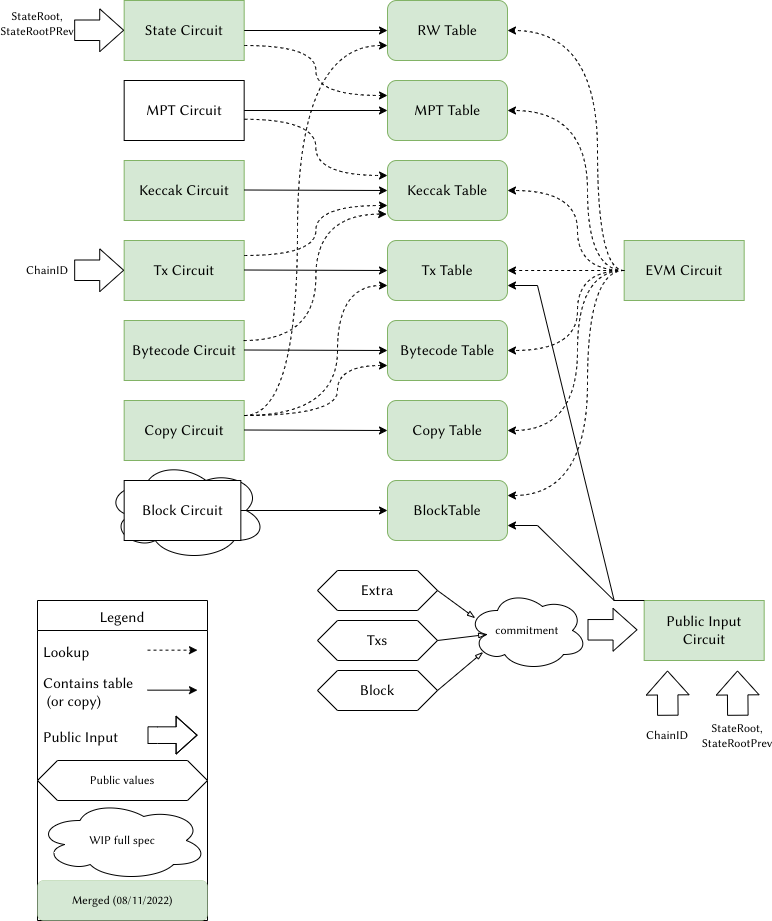 StateRoot,
StateRootPRev
State Circuit
RW Table
MPT Circuit
MPT Table
Keccak Circuit
Keccak Table
ChainID
Tx Circuit
Tx Table
EVM Circuit
Bytecode Circuit
Bytecode Table
Copy Circuit
Copy Table
Block Circuit
BlockTable
Extra
Txs
Block
commitment
Public Input
Circuit
ChainID
StateRoot,
StateRootPrev
Legend
Lookup
Contains table
(or copy)
Public Input
Public values
WIP full spec
Merged (08/11/2022)